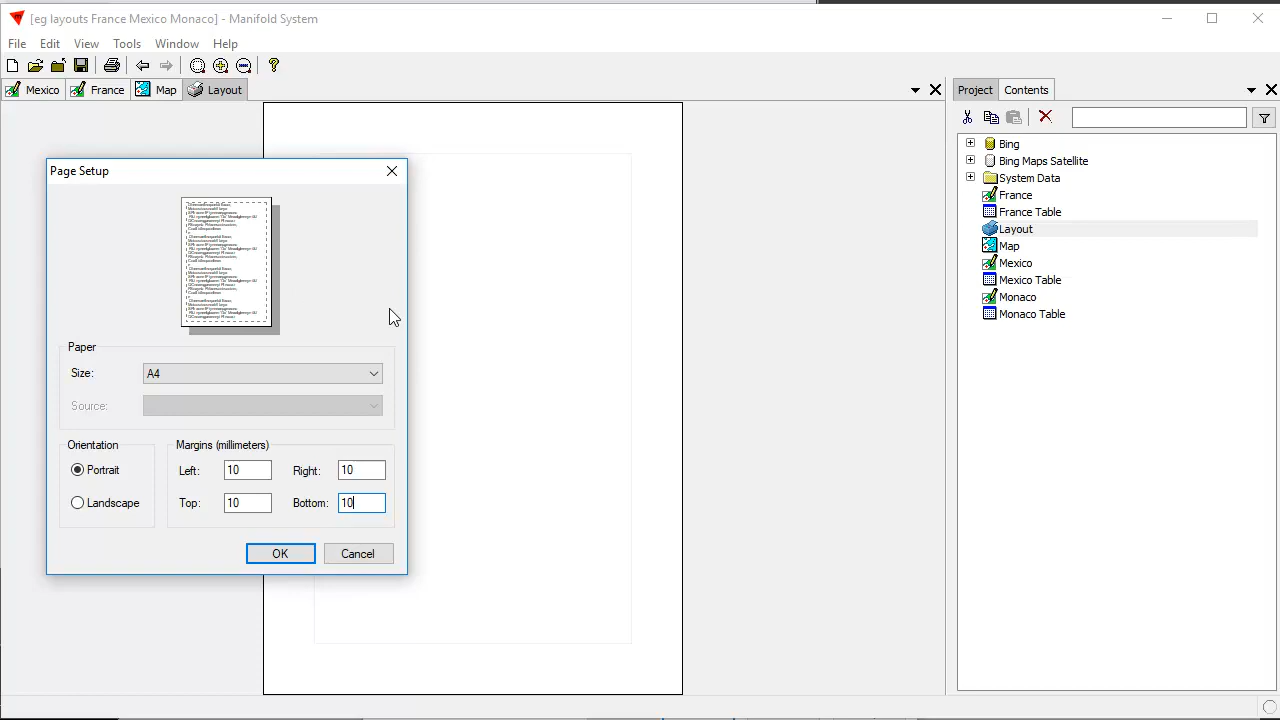 [eg layouts France Mexico Monaco] - Manifold System
File Edit View Tools Window Help
Mexico France Map Layout
Project Contents
Page Setup
Paper
Size: A4
Source:
Orientation
Portrait
Landscape
Margins (millimeters)
Left: 10 Right: 10
Top: 10 Bottom: 10
OK Cancel
Bing
Bing Maps Satellite
System Data
France
France Table
Layout
Map
Mexico
Mexico Table
Monaco
Monaco Table